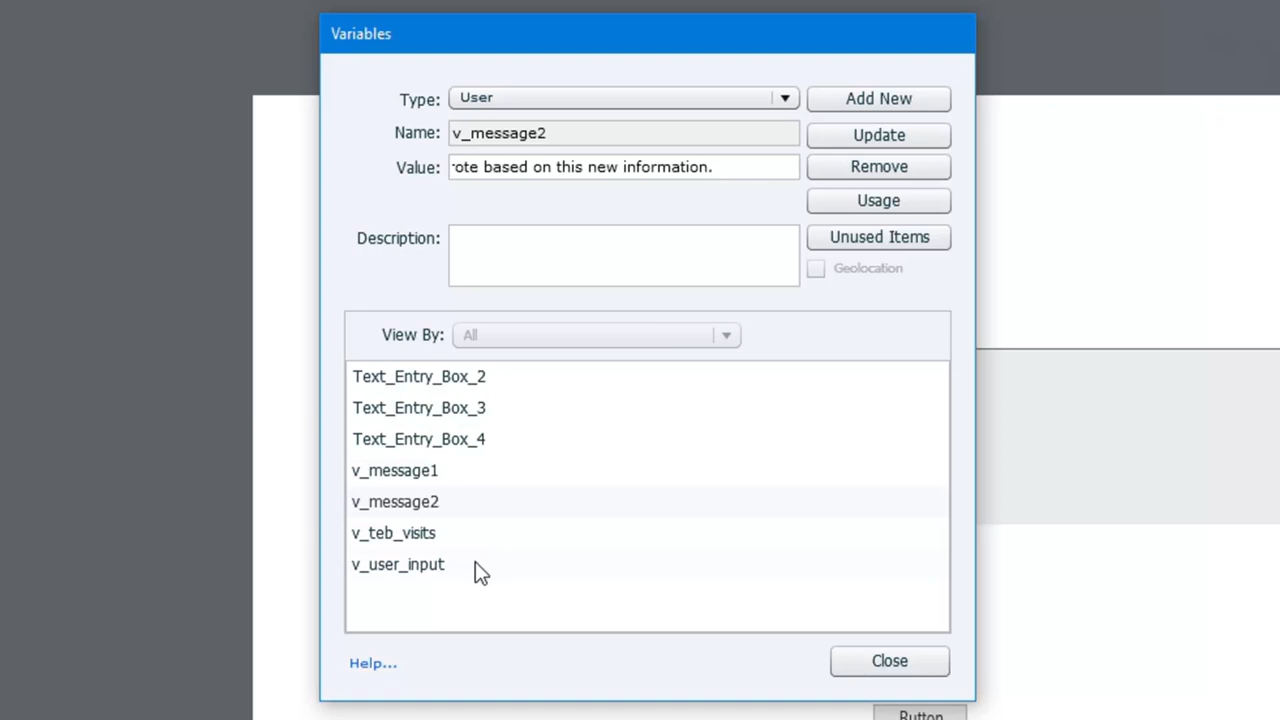 Variables
Type: User Add New
Name: v_message2 Update
Value: ote based on this new information. Remove
Usage
Description: Unused Items
Geolocation
View By: All
Text_Entry_Box_2
Text_Entry_Box_3
Text_Entry_Box_4
v_message1
v_message2
v_teb_visits
v_user_input
Help... Close
Button